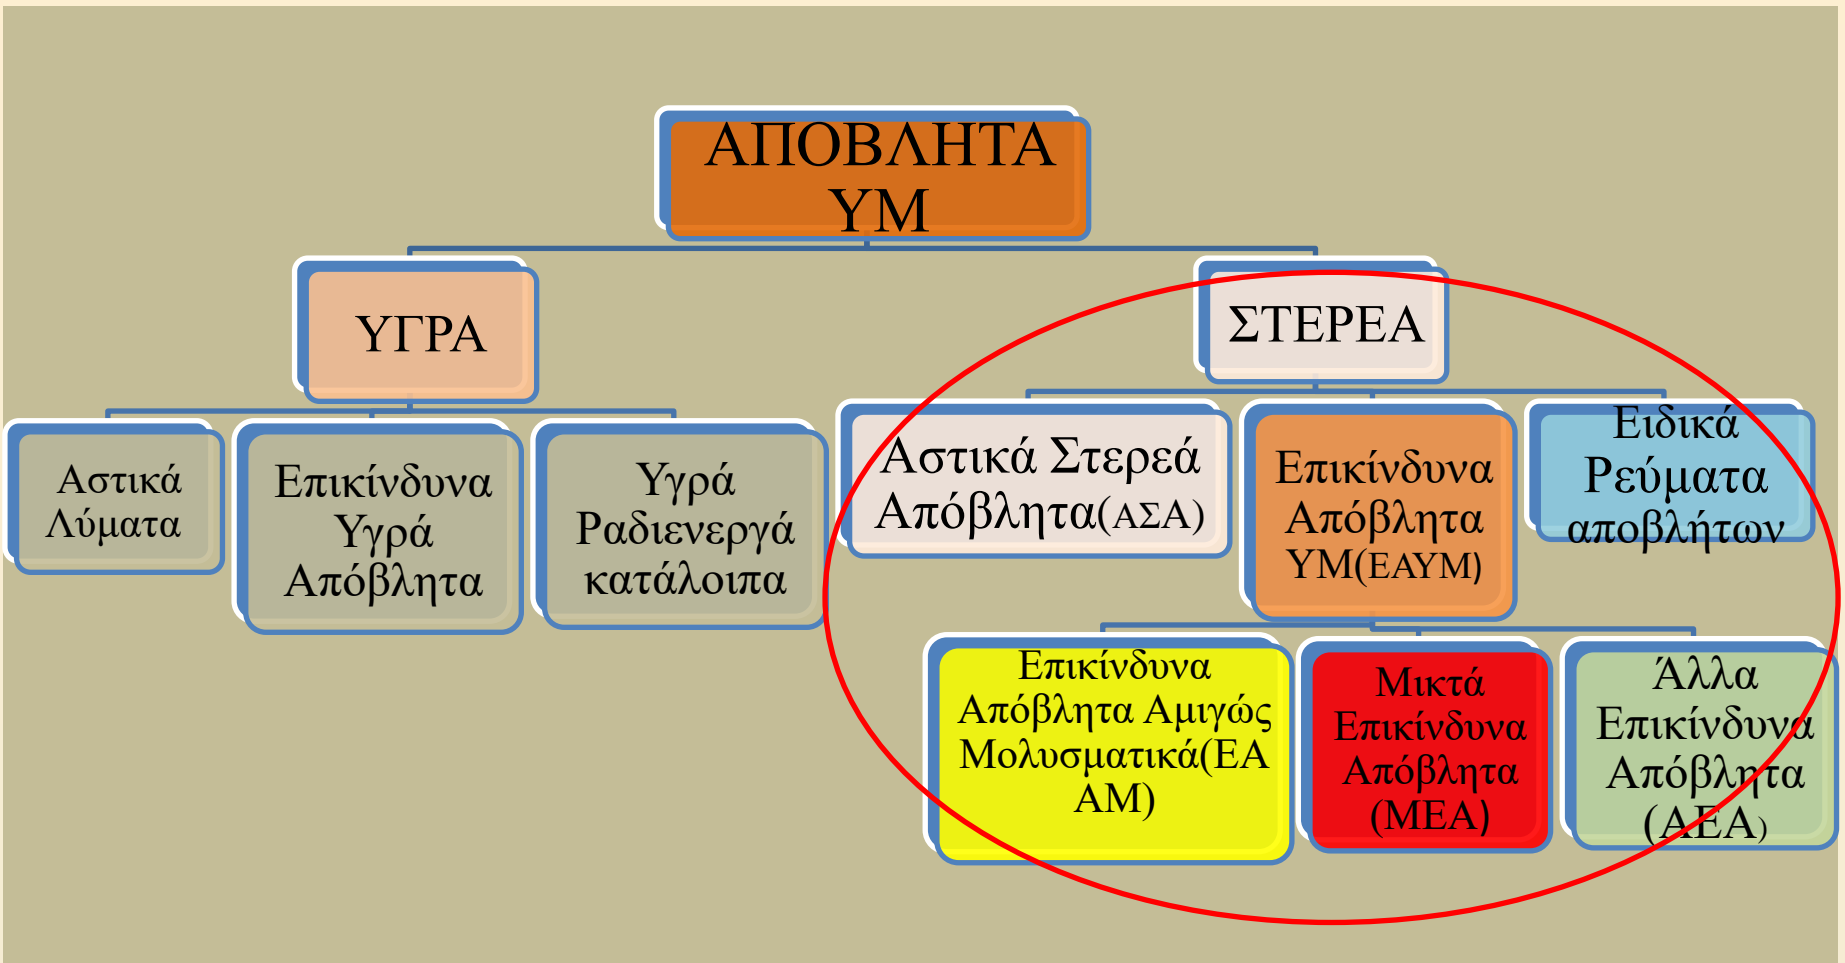 ΑΠΟΒΛΗΤΑ
ΥΜ
ΥΓΡΑ
ΣΤΕΡΕΑ
Αστικά
Λύματα
Επικίνδυνα
Υγρά
Απόβλητα
Υγρά
Ραδιενεργά
κατάλοιπα
Αστικά Στερεά
Απόβλητα(ΑΣΑ)
Επικίνδυνα
Απόβλητα
ΥΜ(ΕΑΥΜ)
Ειδικά
Ρεύματα
αποβλήτων
Επικίνδυνα
Απόβλητα Αμιγώς
Μολυσματικά(ΕΑ
ΑΜ)
Μικτά
Επικίνδυνα
Απόβλητα
(ΜΕΑ)
Άλλα
Επικίνδυνα
Απόβλητα
(ΑΕΑ)